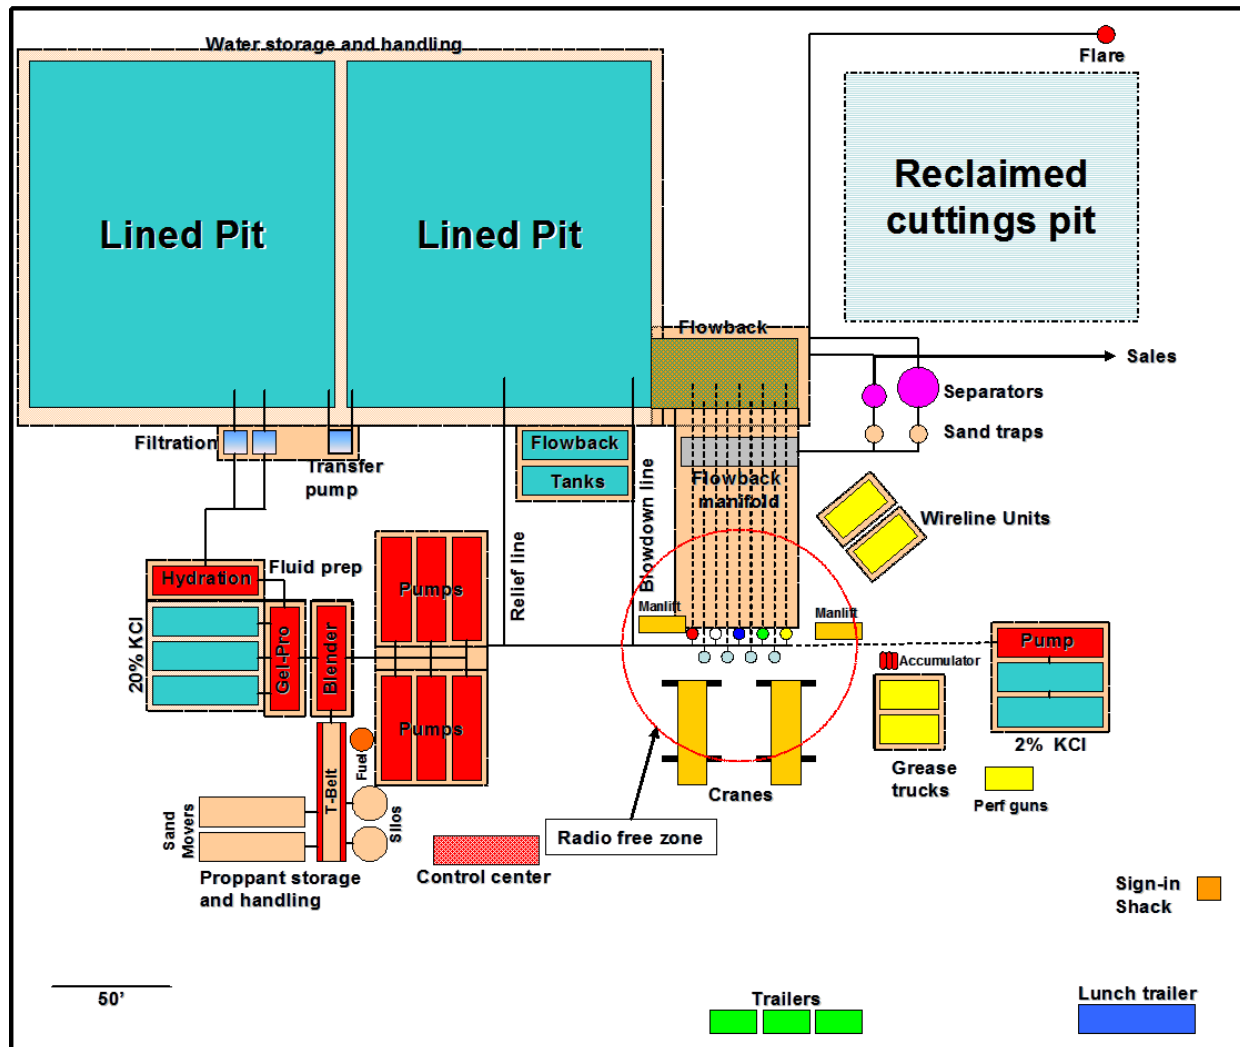 Water storage and handling
Flare
Lined Pit
Lined Pit
Reclaimed
cuttings pit
Flowback
Sales
Separators
Sand traps
Filtration
Transfer
pump
Flowback
Tanks
Flowback
manifold
Blowdown line
Relief line
Wireline Units
Hydration
Fluid prep
20% KCl
Gel-Pro
Blender
Pumps
Pumps
Manlift
Manlift
Accumulator
Pump
2% KCl
Grease
trucks
Perf guns
Cranes
Radio free zone
Fuel
T-Belt
Silos
Sand
Movers
Proppant storage
and handling
Control center
Sign-in
Shack
50’
Trailers
Lunch trailer